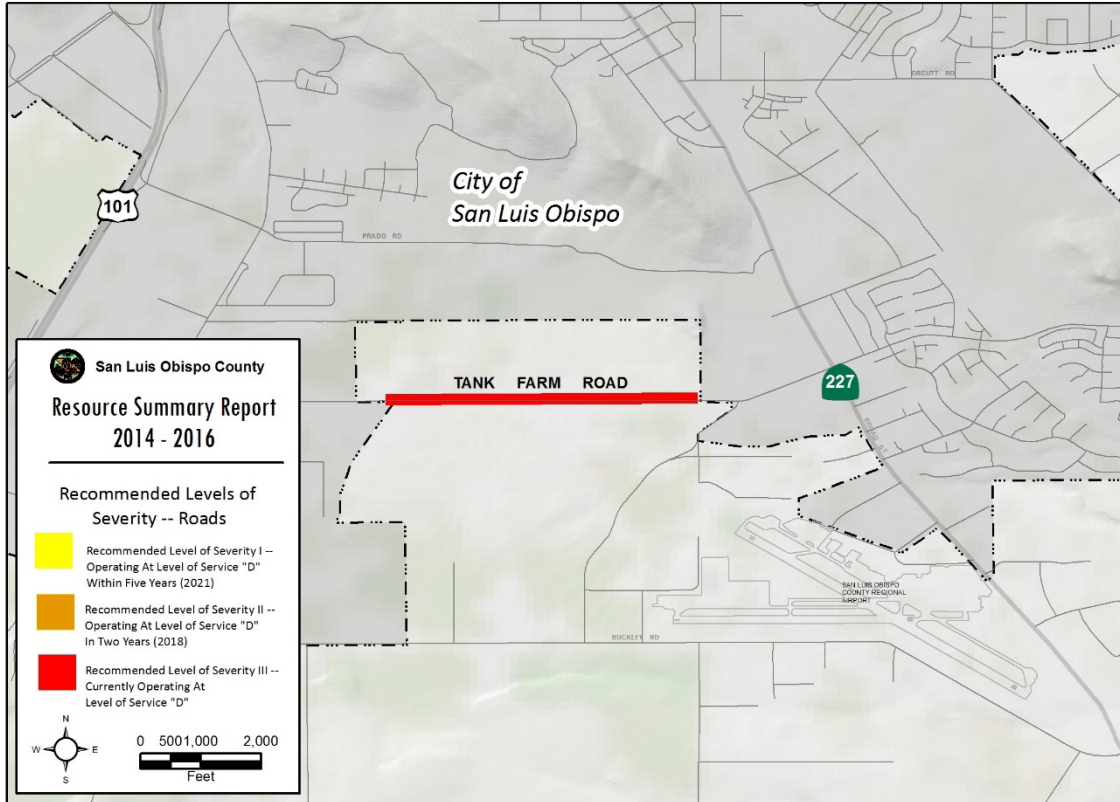 ORCUTT RD
City of
San Luis Obispo
101
PRADO RD
TANK FARM ROAD
227
BROAD ST
SAN LUIS OBISPO
COUNTY REGIONAL
AIRPORT
BUCKLEY RD
San Luis Obispo County
Resource Summary Report
2014 - 2016
Recommended Levels of
Severity -- Roads
Recommended Level of Severity I --
Operating At Level of Service "D"
Within Five Years (2021)
Recommended Level of Severity II --
Operating At Level of Service "D"
In Two Years (2018)
Recommended Level of Severity III --
Currently Operating At
Level of Service "D"
N
W E
S
0 5001,000 2,000
Feet